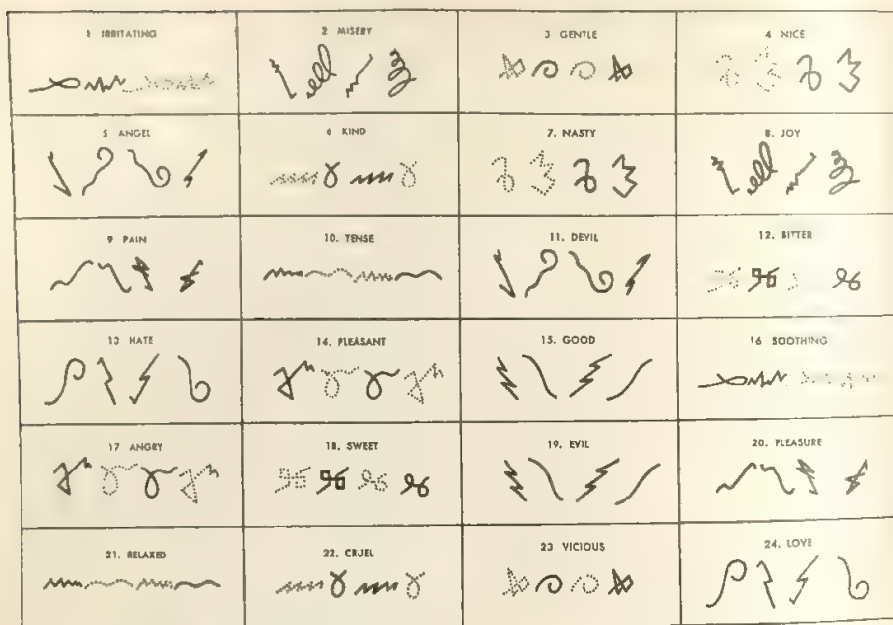 1 IRRITATING
2 MISERY
3 GENTLE
4 NICE
5 ANGEL
6 KIND
7. NASTY
8. JOY
9 PAIN
10. TENSE
11. DEVIL
12. BITTER
13 HATE
14. PLEASANT
15. GOOD
16 SOOTHING
17 ANGRY
18. SWEET
19. EVIL
20. PLEASURE
21. RELAXED
22. CRUEL
23 VICIOUS
24. LOVE